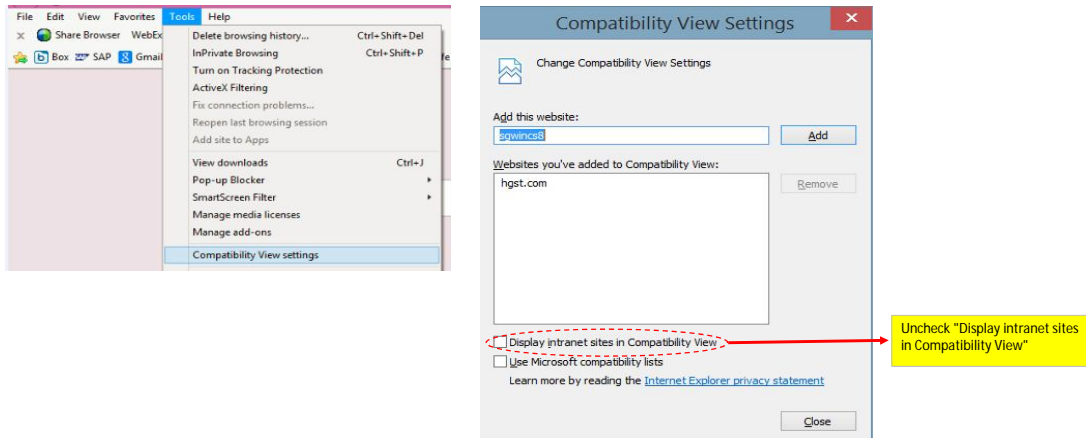 File Edit View Favorites Tools Help
x Share Browser WebEx
Box SAP Gmail fe
Delete browsing history... Ctrl+Shift+Del
InPrivate Browsing Ctrl+Shift+P
Turn on Tracking Protection
ActiveX Filtering
Fix connection problems...
Reopen last browsing session
Add site to Apps
View downloads Ctrl+J
Pop-up Blocker
SmartScreen Filter
Manage media licenses
Manage add-ons
Compatibility View settings
Compatibility View Settings
Change Compatibility View Settings
Add this website:
sgwincs8
Add
Websites you've added to Compatibility View:
hgst.com
Remove
Display intranet sites in Compatibility View
Use Microsoft compatibility lists
Learn more by reading the Internet Explorer privacy statement
Close
Uncheck "Display intranet sites
in Compatibility View"